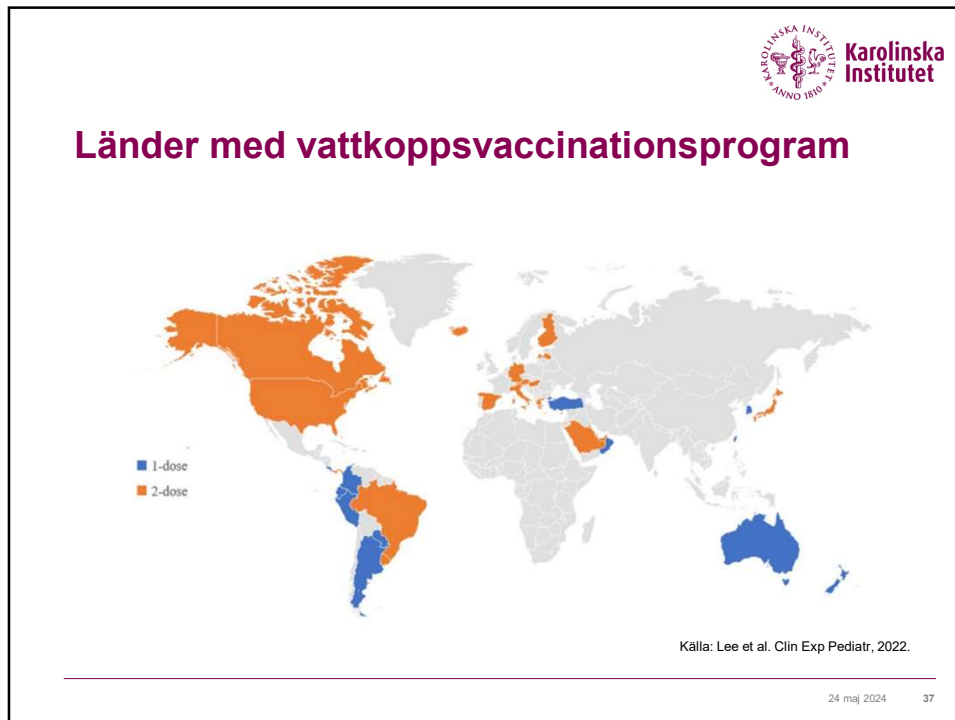 KAROLINSKA INSTITUTET
ANNO 1810
Karolinska
Institutet
Länder med vattkoppsvaccinationsprogram
1-dose
2-dose
Källa: Lee et al. Clin Exp Pediatr, 2022.
24 maj 2024 37